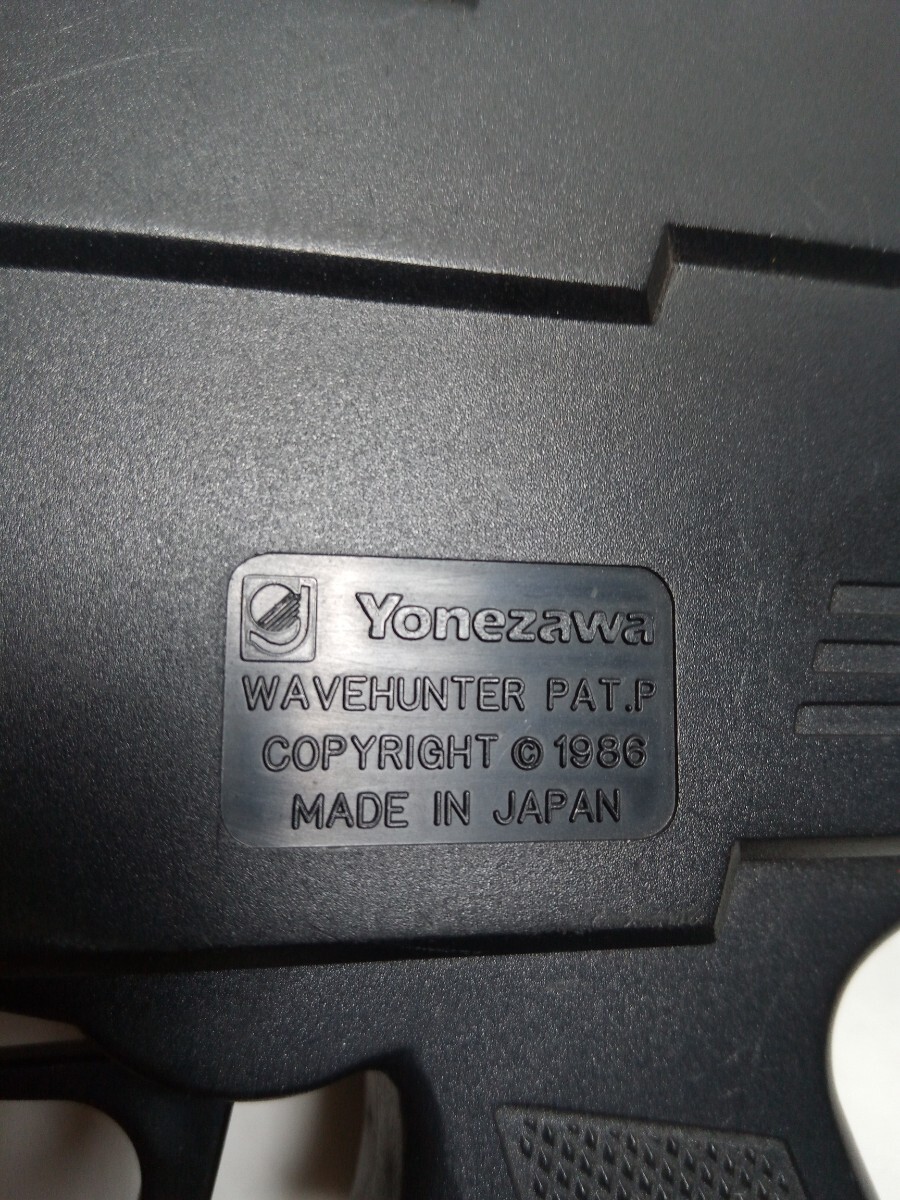 Yonezawa
WAVEHUNTER PAT.P
COPYRIGHT © 1986
MADE IN JAPAN